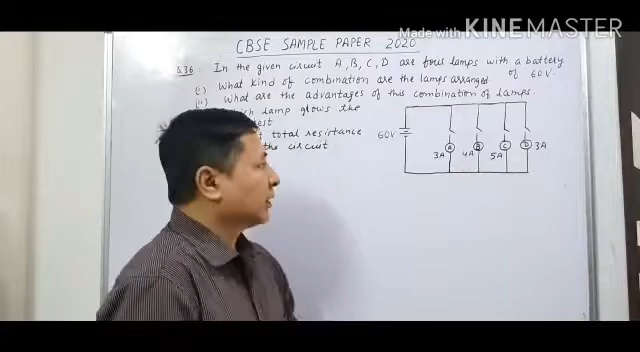 Made with KINEMASTER
CBSE SAMPLE PAPER 2020
Q.36. In the given circuit A, B, C, D are four lamps with a battery
of 60V.
(i) What kind of combination are the lamps arranged
(ii) What are the advantages of this combination of lamps.
lamp glows the
total resistance
the circuit
60V
A B C D
3A 4A 5A 3A